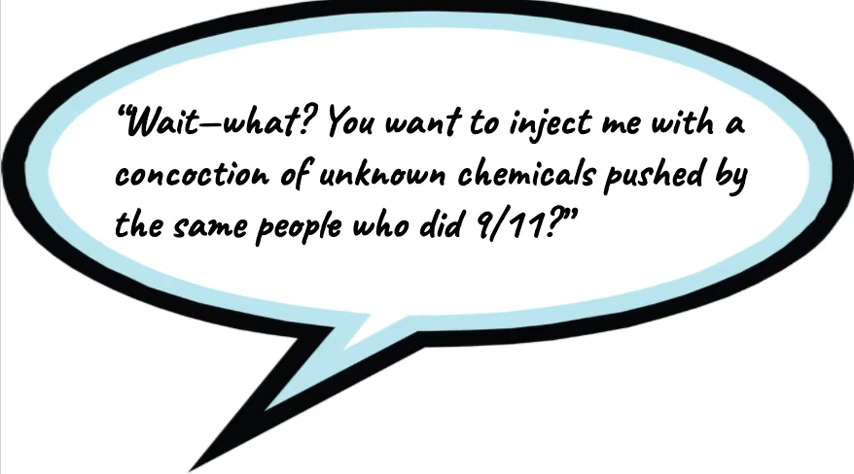 “Wait—what? You want to inject me with a
concoction of unknown chemicals pushed by
the same people who did 9/11?”